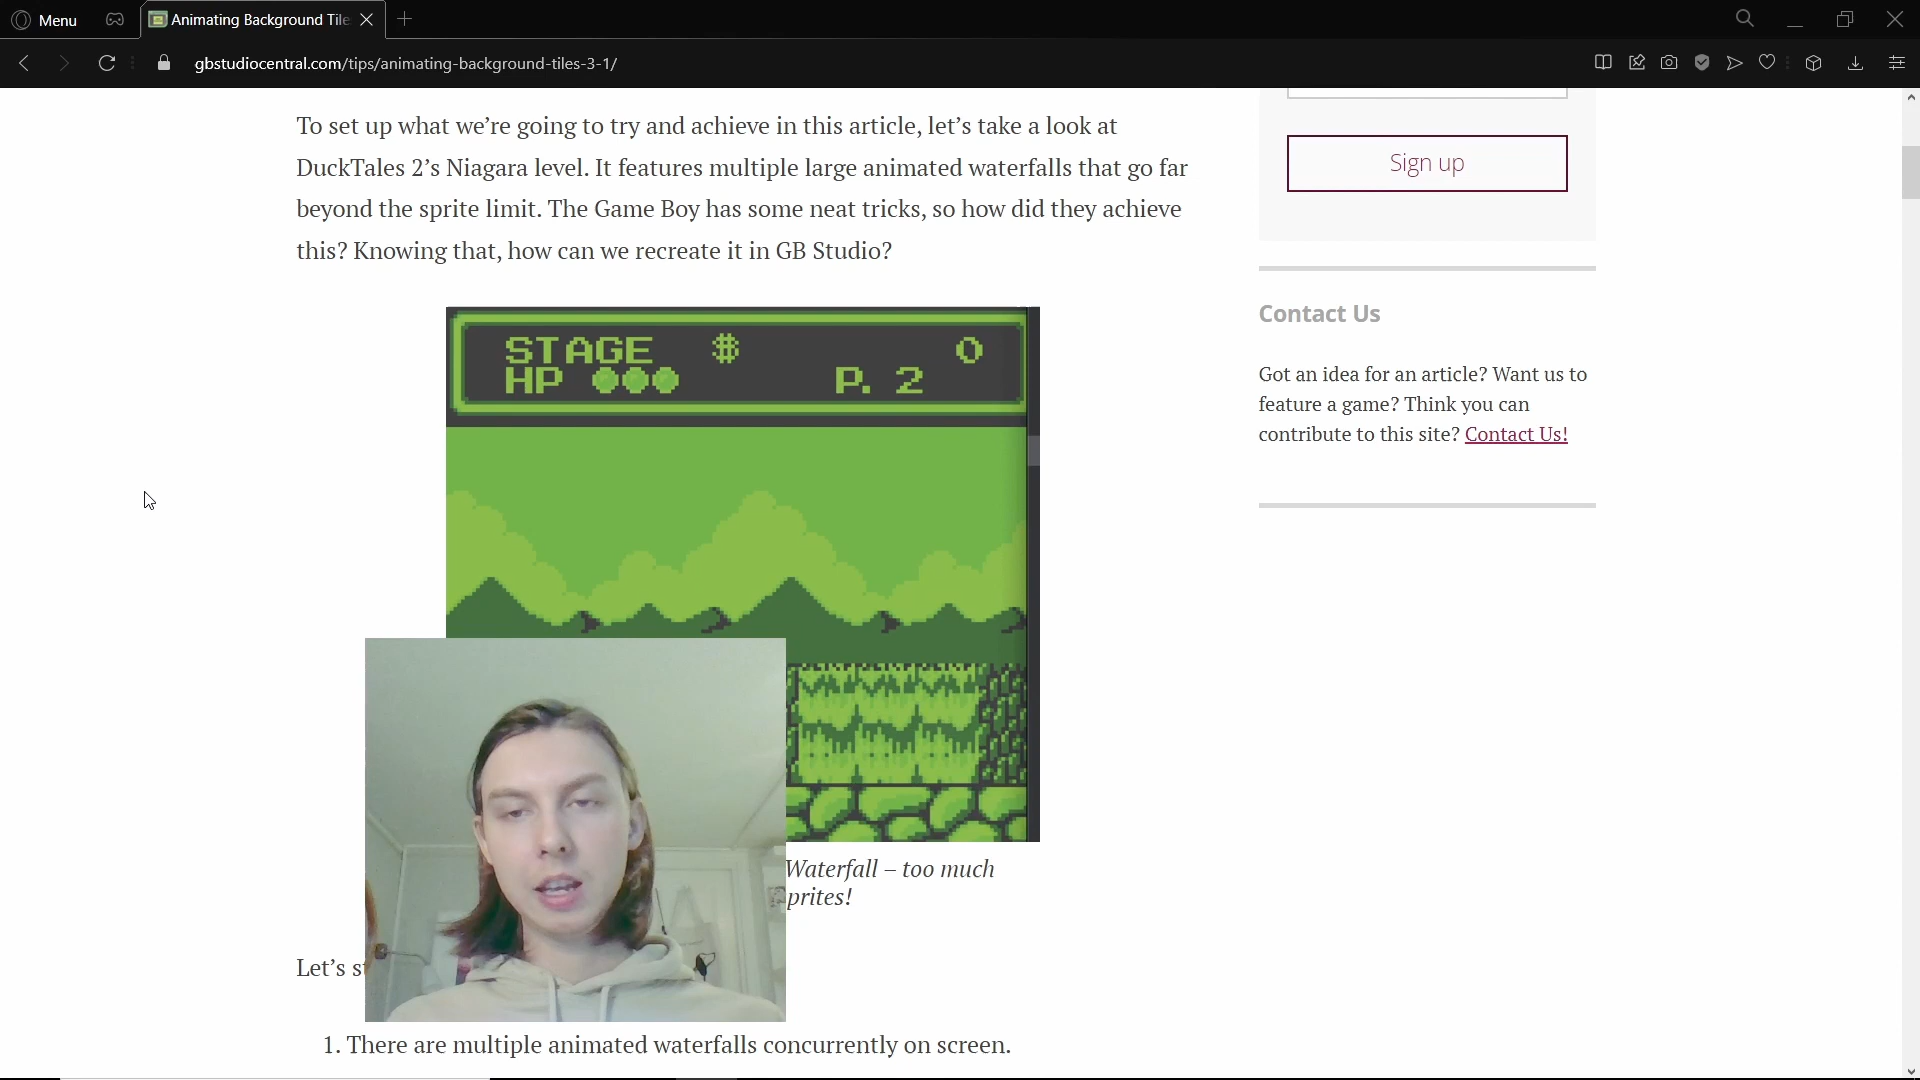 Menu
Animating Background Tile
gbstudiocentral.com/tips/animating-background-tiles-3-1/
To set up what we’re going to try and achieve in this article, let’s take a look at
DuckTales 2’s Niagara level. It features multiple large animated waterfalls that go far
beyond the sprite limit. The Game Boy has some neat tricks, so how did they achieve
this? Knowing that, how can we recreate it in GB Studio?
STAGE $ 0
HP P. 2
Waterfall – too much
prites!
Let’s st
1. There are multiple animated waterfalls concurrently on screen.
Sign up
Contact Us
Got an idea for an article? Want us to
feature a game? Think you can
contribute to this site? Contact Us!